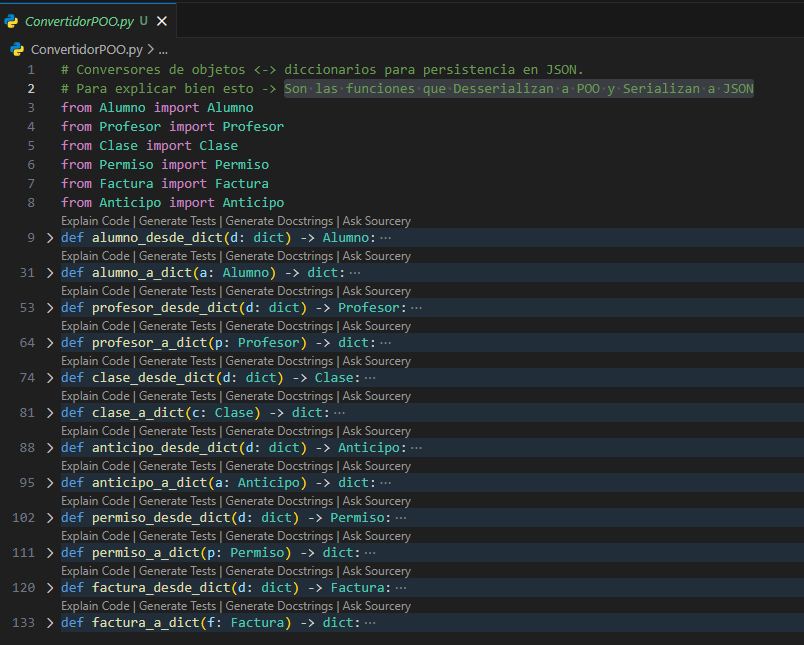 ConvertidorPOO.py U
ConvertidorPOO.py > ...
1 # Conversores de objetos <-> diccionarios para persistencia en JSON.
2 # Para explicar bien esto -> Son las funciones que Desserializan a POO y Serializan a JSON
3 from Alumno import Alumno
4 from Profesor import Profesor
5 from Clase import Clase
6 from Permiso import Permiso
7 from Factura import Factura
8 from Anticipo import Anticipo
Explain Code | Generate Tests | Generate Docstrings | Ask Sourcery
9 > def alumno_desde_dict(d: dict) -> Alumno: ...
Explain Code | Generate Tests | Generate Docstrings | Ask Sourcery
31 > def alumno_a_dict(a: Alumno) -> dict: ...
Explain Code | Generate Tests | Generate Docstrings | Ask Sourcery
53 > def profesor_desde_dict(d: dict) -> Profesor: ...
Explain Code | Generate Tests | Generate Docstrings | Ask Sourcery
64 > def profesor_a_dict(p: Profesor) -> dict: ...
Explain Code | Generate Tests | Generate Docstrings | Ask Sourcery
74 > def clase_desde_dict(d: dict) -> Clase: ...
Explain Code | Generate Tests | Generate Docstrings | Ask Sourcery
81 > def clase_a_dict(c: Clase) -> dict: ...
Explain Code | Generate Tests | Generate Docstrings | Ask Sourcery
88 > def anticipo_desde_dict(d: dict) -> Anticipo: ...
Explain Code | Generate Tests | Generate Docstrings | Ask Sourcery
95 > def anticipo_a_dict(a: Anticipo) -> dict: ...
Explain Code | Generate Tests | Generate Docstrings | Ask Sourcery
102 > def permiso_desde_dict(d: dict) -> Permiso: ...
Explain Code | Generate Tests | Generate Docstrings | Ask Sourcery
111 > def permiso_a_dict(p: Permiso) -> dict: ...
Explain Code | Generate Tests | Generate Docstrings | Ask Sourcery
120 > def factura_desde_dict(d: dict) -> Factura: ...
Explain Code | Generate Tests | Generate Docstrings | Ask Sourcery
133 > def factura_a_dict(f: Factura) -> dict: ...